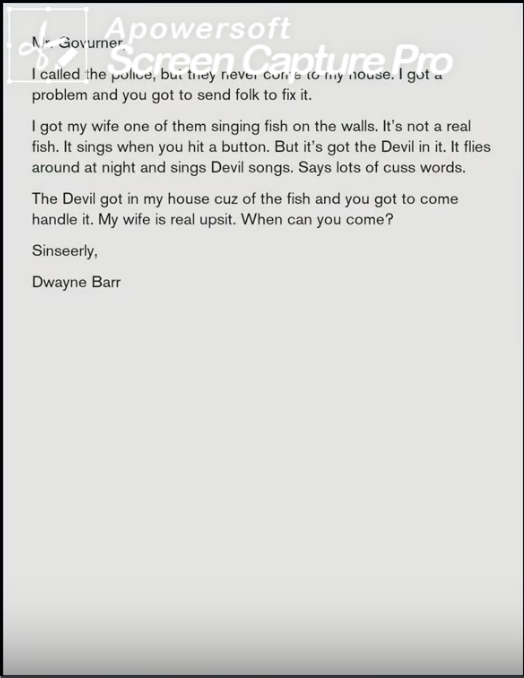 Apowersoft
Screen Capture Pro
Mr. Govurner,
I called the police, but they never come to my house. I got a
problem and you got to send folk to fix it.
I got my wife one of them singing fish on the walls. It's not a real
fish. It sings when you hit a button. But it's got the Devil in it. It flies
around at night and sings Devil songs. Says lots of cuss words.
The Devil got in my house cuz of the fish and you got to come
handle it. My wife is real upsit. When can you come?
Sinseerly,
Dwayne Barr